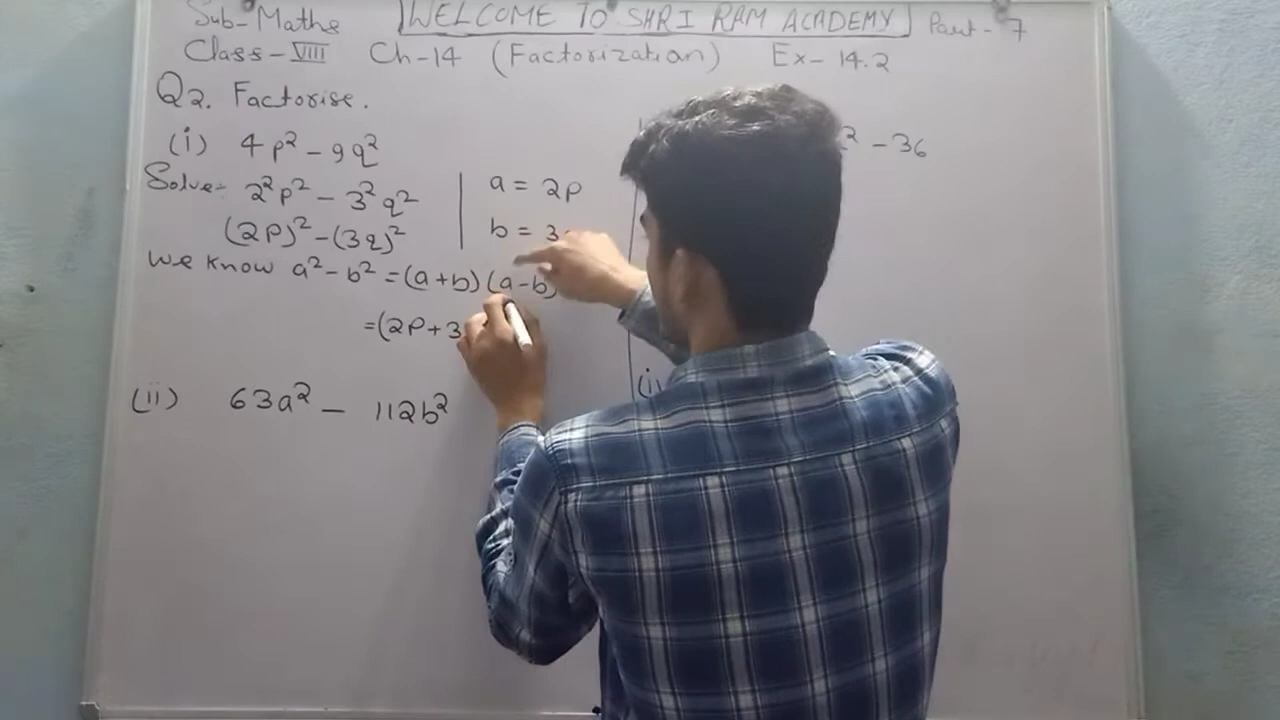 Sub-Maths WELCOME TO SHRI RAM ACADEMY Part-7
Class-VIII Ch-14 (Factorization) Ex-14.2
Q2. Factorise.
(i) 4p² - 9q²
Solve:- 2²p² - 3²q²
(2P)² - (3q)²
a = 2p
b = 3
We know a² - b² = (a+b)(a-b)
=(2P+3
(ii) 63a² - 112b²
² - 36